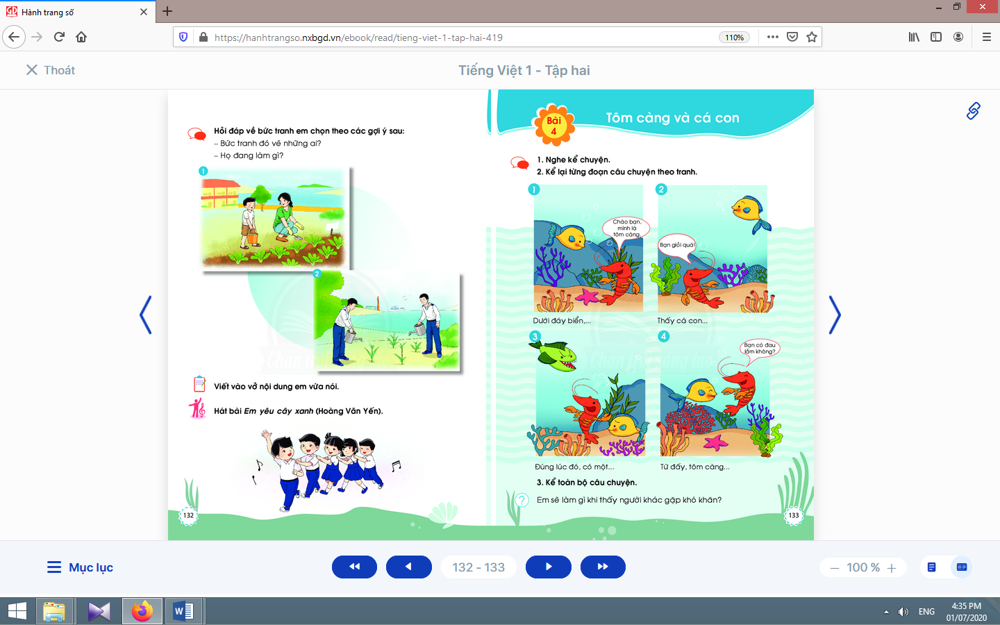 Hành trang số
https://hanhtrangso.nxbgd.vn/ebook/read/tieng-viet-1-tap-hai-419
110%
Thoát
Tiếng Việt 1 - Tập hai
Hỏi đáp về bức tranh em chọn theo các gợi ý sau:
– Bức tranh đó vẽ những ai?
– Họ đang làm gì?
1
2
Viết vào vở nội dung em vừa nói.
Hát bài Em yêu cây xanh (Hoàng Văn Yến).
132
Bài
4
Tôm càng và cá con
1. Nghe kể chuyện.
2. Kể lại từng đoạn câu chuyện theo tranh.
1
Chào bạn,
mình là
tôm càng.
Dưới đáy biển,...
2
Bạn giỏi quá!
Thấy cá con...
3
Đúng lúc đó, có một...
4
Bạn có đau
lắm không?
Từ đấy, tôm càng...
3. Kể toàn bộ câu chuyện.
?
Em sẽ làm gì khi thấy người khác gặp khó khăn?
133
Mục lục
132 - 133
100 %
ENG
4:35 PM
01/07/2020